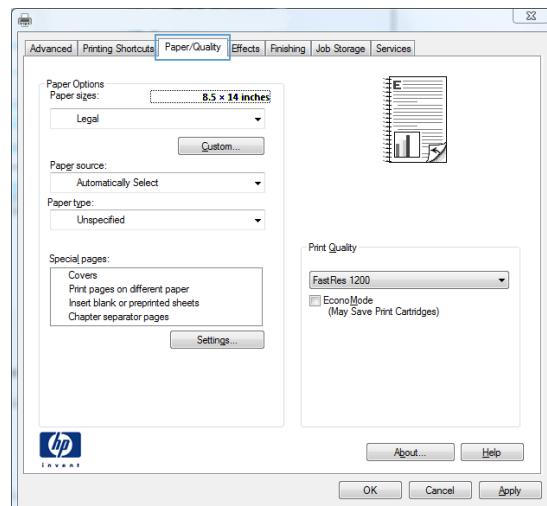 Advanced Printing Shortcuts Paper/Quality Effects Finishing Job Storage Services
Paper Options
Paper sizes: 8.5 × 14 inches
Legal
Custom...
Paper source:
Automatically Select
Paper type:
Unspecified
Special pages:
Covers
Print pages on different paper
Insert blank or preprinted sheets
Chapter separator pages
Settings...
E
Print Quality
FastRes 1200
EconoMode
(May Save Print Cartridges)
hp
invent
About... Help
OK Cancel Apply